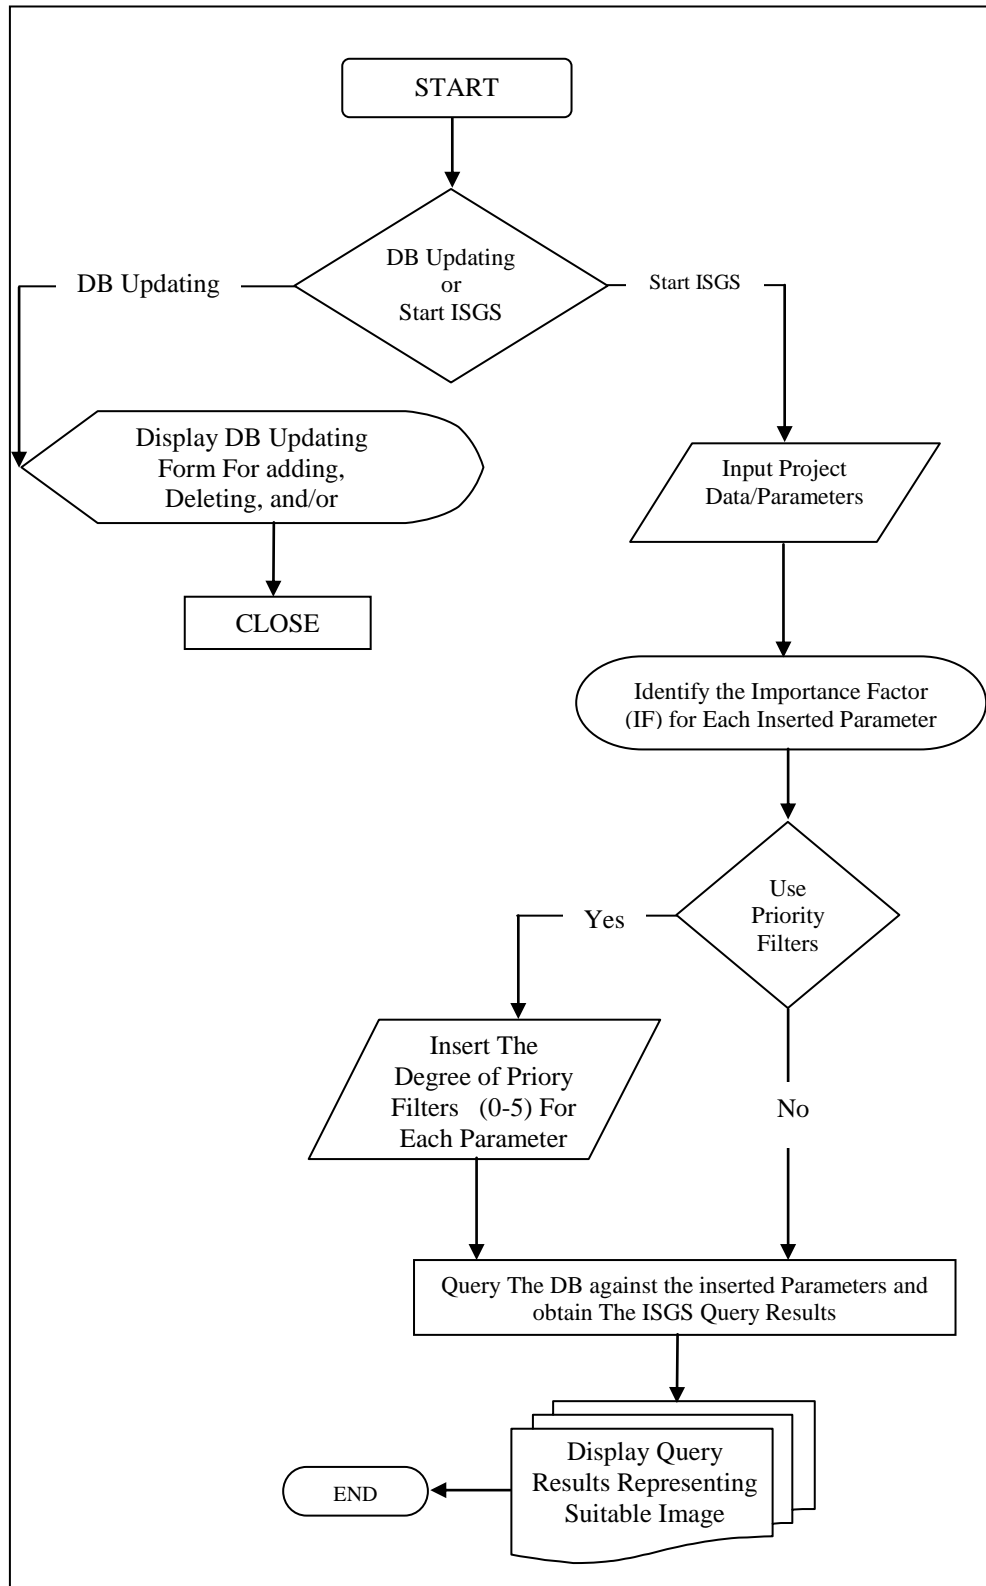 START
DB Updating
or
Start ISGS
DB Updating
Start ISGS
Display DB Updating
Form For adding,
Deleting, and/or
CLOSE
Input Project
Data/Parameters
Identify the Importance Factor
(IF) for Each Inserted Parameter
Use
Priority
Filters
Yes
Insert The
Degree of Priory
Filters (0-5) For
Each Parameter
No
Query The DB against the inserted Parameters and
obtain The ISGS Query Results
Display Query
Results Representing
Suitable Image
END